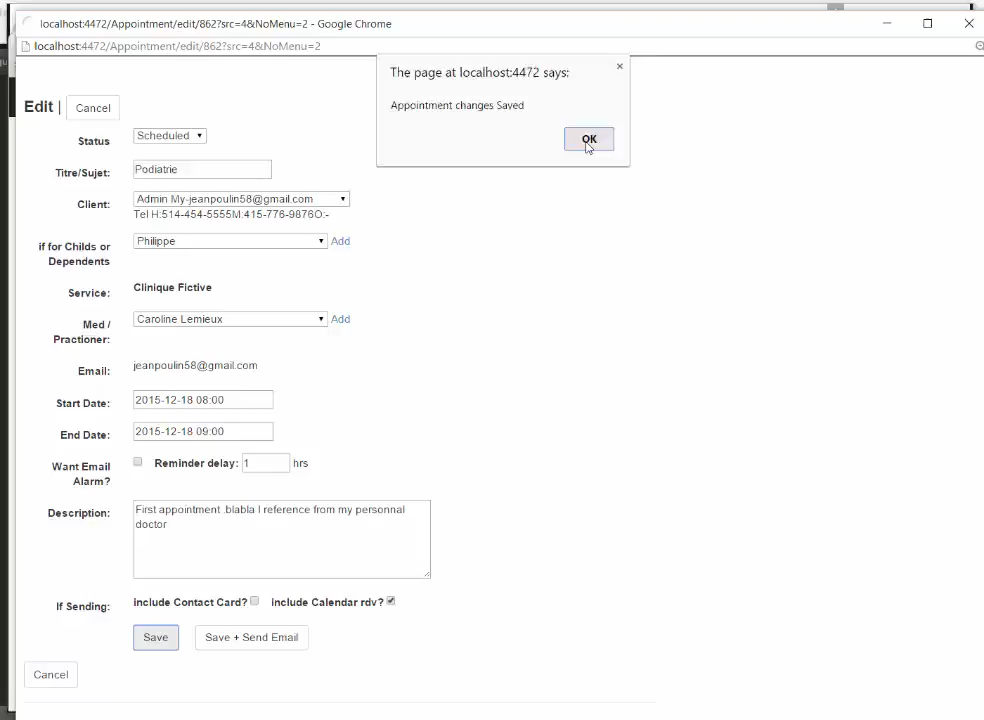 localhost:4472/Appointment/edit/862?src=4&NoMenu=2 - Google Chrome
localhost:4472/Appointment/edit/862?src=4&NoMenu=2
The page at localhost:4472 says:
Appointment changes Saved
OK
Edit | Cancel
Status Scheduled
Titre/Sujet: Podiatrie
Client: Admin My-jeanpoulin58@gmail.com
Tel H:514-454-5555M:415-776-9876O:-
if for Childs or Dependents Philippe Add
Service: Clinique Fictive
Med / Practioner: Caroline Lemieux Add
Email: jeanpoulin58@gmail.com
Start Date: 2015-12-18 08:00
End Date: 2015-12-18 09:00
Want Email Alarm? Reminder delay: 1 hrs
Description: First appointment .blabla I reference from my personnal
doctor
If Sending: include Contact Card? include Calendar rdv?
Save Save + Send Email
Cancel